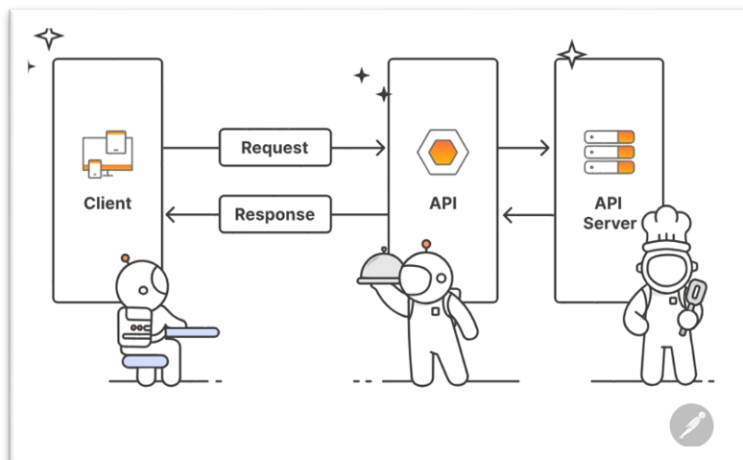 Request
Client
API
API
Server
Response